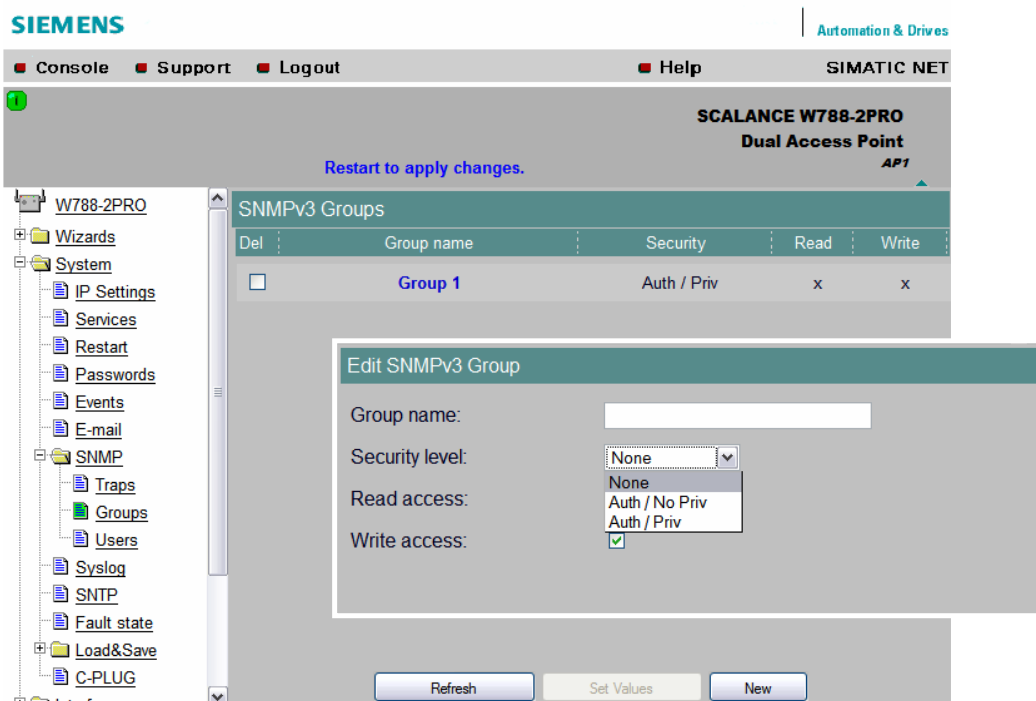 SIEMENS
Automation & Drives
Console Support Logout Help SIMATIC NET
SCALANCE W788-2PRO
Dual Access Point
AP1
Restart to apply changes.
W788-2PRO
Wizards
System
IP Settings
Services
Restart
Passwords
Events
E-mail
SNMP
Traps
Groups
Users
Syslog
SNTP
Fault state
Load&Save
C-PLUG
SNMPv3 Groups
Del Group name Security Read Write
Group 1 Auth / Priv x x
Edit SNMPv3 Group
Group name:
Security level: None
None
Auth / No Priv
Auth / Priv
Read access:
Write access:
Refresh Set Values New